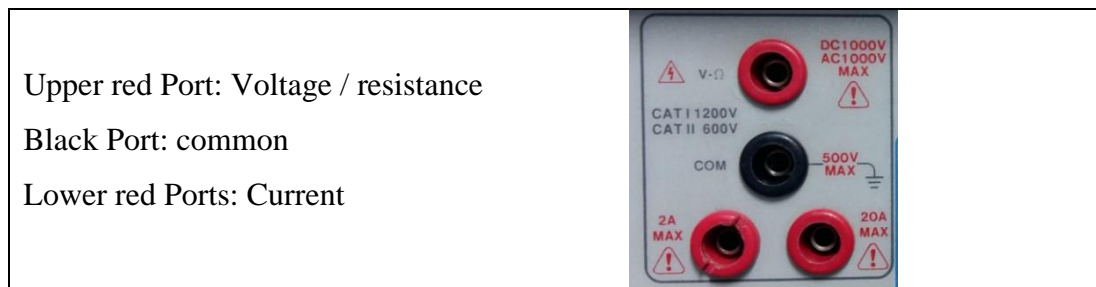 Upper red Port: Voltage / resistance
Black Port: common
Lower red Ports: Current
DC1000V
AC1000V
MAX
V-Ω
CAT I 1200V
CAT II 600V
COM
500V
MAX
2A
MAX
20A
MAX